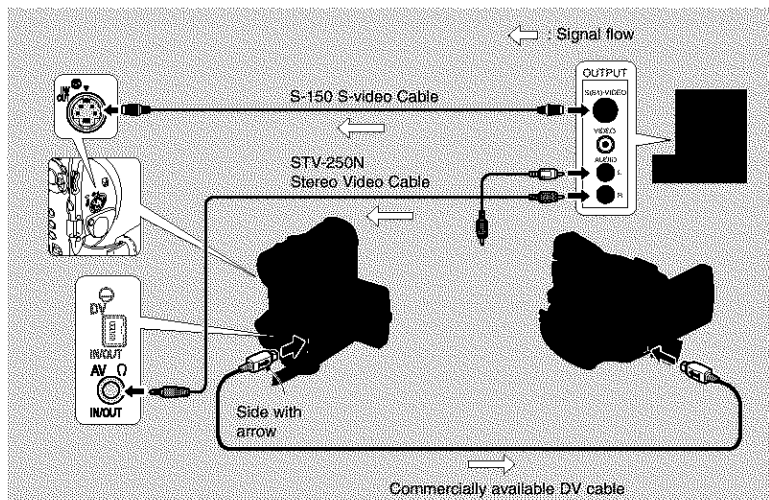 : Signal flow
OUTPUT
S(S1)-VIDEO
VIDEO
AUDIO
L
R
S-150 S-video Cable
STV-250N
Stereo Video Cable
DV
IN/OUT
AV
IN/OUT
Side with
arrow
Commercially available DV cable